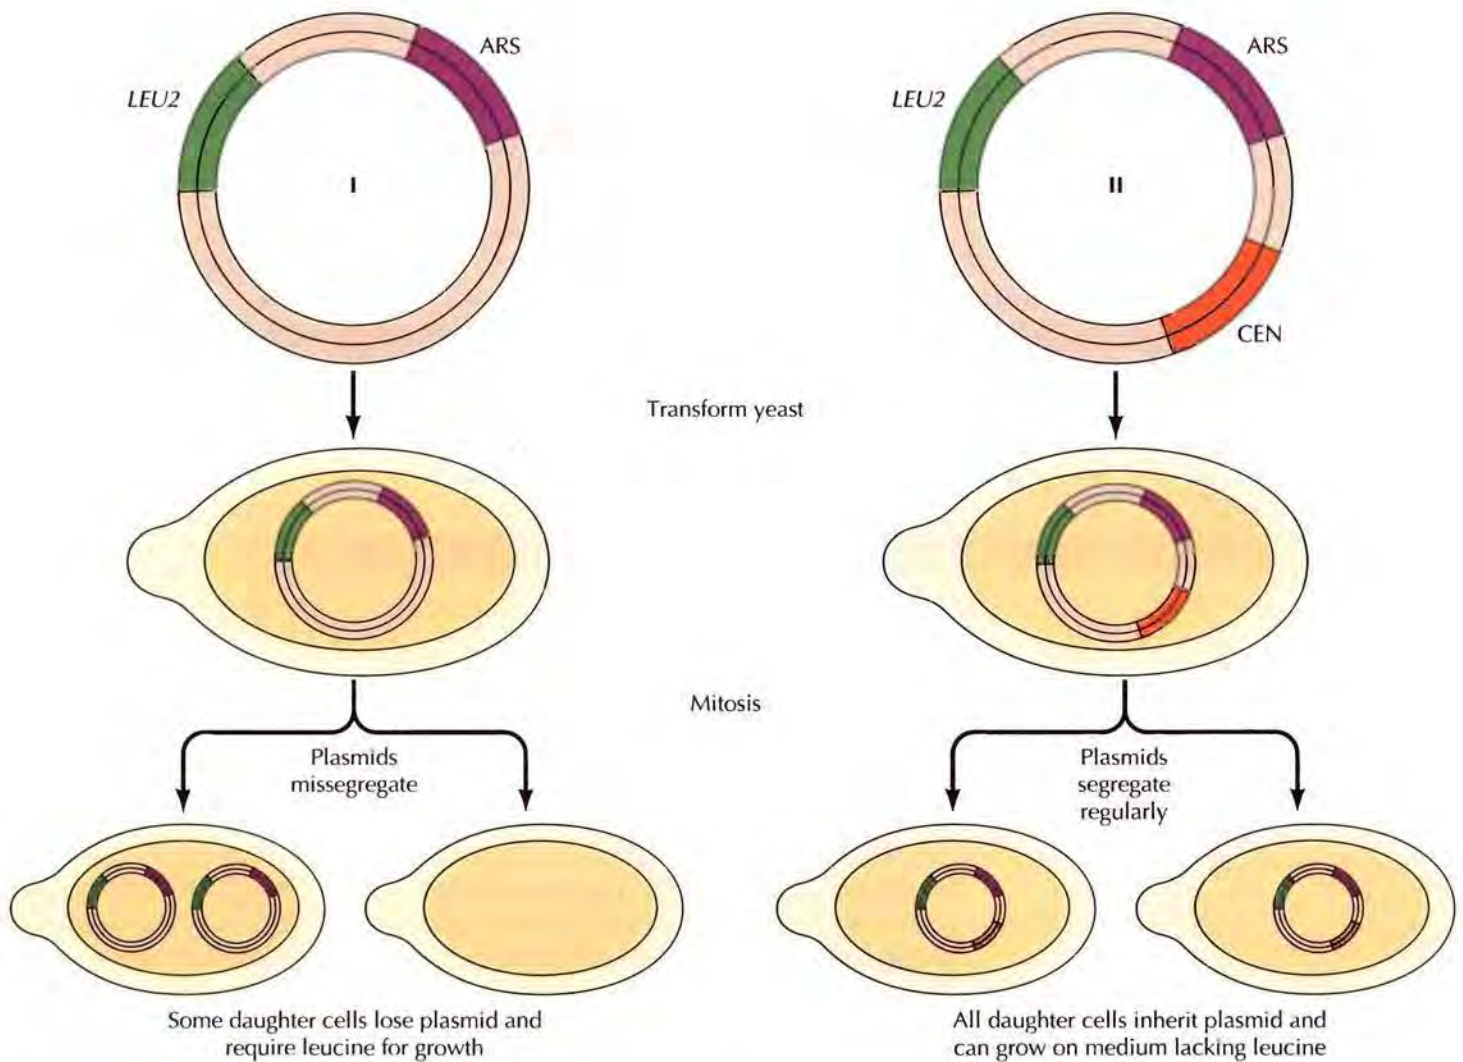 ARS
LEU2
I
ARS
LEU2
II
CEN
Transform yeast
Mitosis
Plasmids
missegregate
Plasmids
segregate
regularly
Some daughter cells lose plasmid and
require leucine for growth
All daughter cells inherit plasmid and
can grow on medium lacking leucine